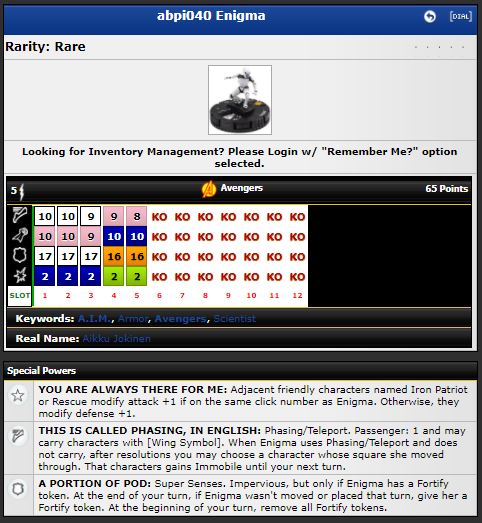 abpi040 Enigma
[DIAL]
Rarity: Rare
Looking for Inventory Management? Please Login w/ "Remember Me?" option
selected.
5 Avengers 65 Points
10 10 9 9 8 KO KO KO KO KO KO KO
10 10 9 10 10 KO KO KO KO KO KO KO
17 17 17 16 16 KO KO KO KO KO KO KO
2 2 2 2 2 KO KO KO KO KO KO KO
SLOT 1 2 3 4 5 6 7 8 9 10 11 12
Keywords: A.I.M., Armor, Avengers, Scientist
Real Name: Aikku Jokinen
Special Powers
YOU ARE ALWAYS THERE FOR ME: Adjacent friendly characters named Iron Patriot
or Rescue modify attack +1 if on the same click number as Enigma. Otherwise, they
modify defense +1.
THIS IS CALLED PHASING, IN ENGLISH: Phasing/Teleport. Passenger: 1 and may
carry characters with [Wing Symbol]. When Enigma uses Phasing/Teleport and does
not carry, after resolutions you may choose a character whose square she moved
through. That characters gains Immobile until your next turn.
A PORTION OF POD: Super Senses. Impervious, but only if Enigma has a Fortify
token. At the end of your turn, if Enigma wasn't moved or placed that turn, give her a
Fortify token. At the beginning of your turn, remove all Fortify tokens.